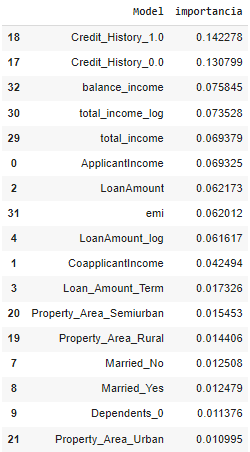 Model importancia
18 Credit_History_1.0 0.142278
17 Credit_History_0.0 0.130799
32 balance_income 0.075845
30 total_income_log 0.073528
29 total_income 0.069379
0 ApplicantIncome 0.069325
2 LoanAmount 0.062173
31 emi 0.062012
4 LoanAmount_log 0.061617
1 CoapplicantIncome 0.042494
3 Loan_Amount_Term 0.017326
20 Property_Area_Semiurban 0.015453
19 Property_Area_Rural 0.014406
7 Married_No 0.012508
8 Married_Yes 0.012479
9 Dependents_0 0.011376
21 Property_Area_Urban 0.010995